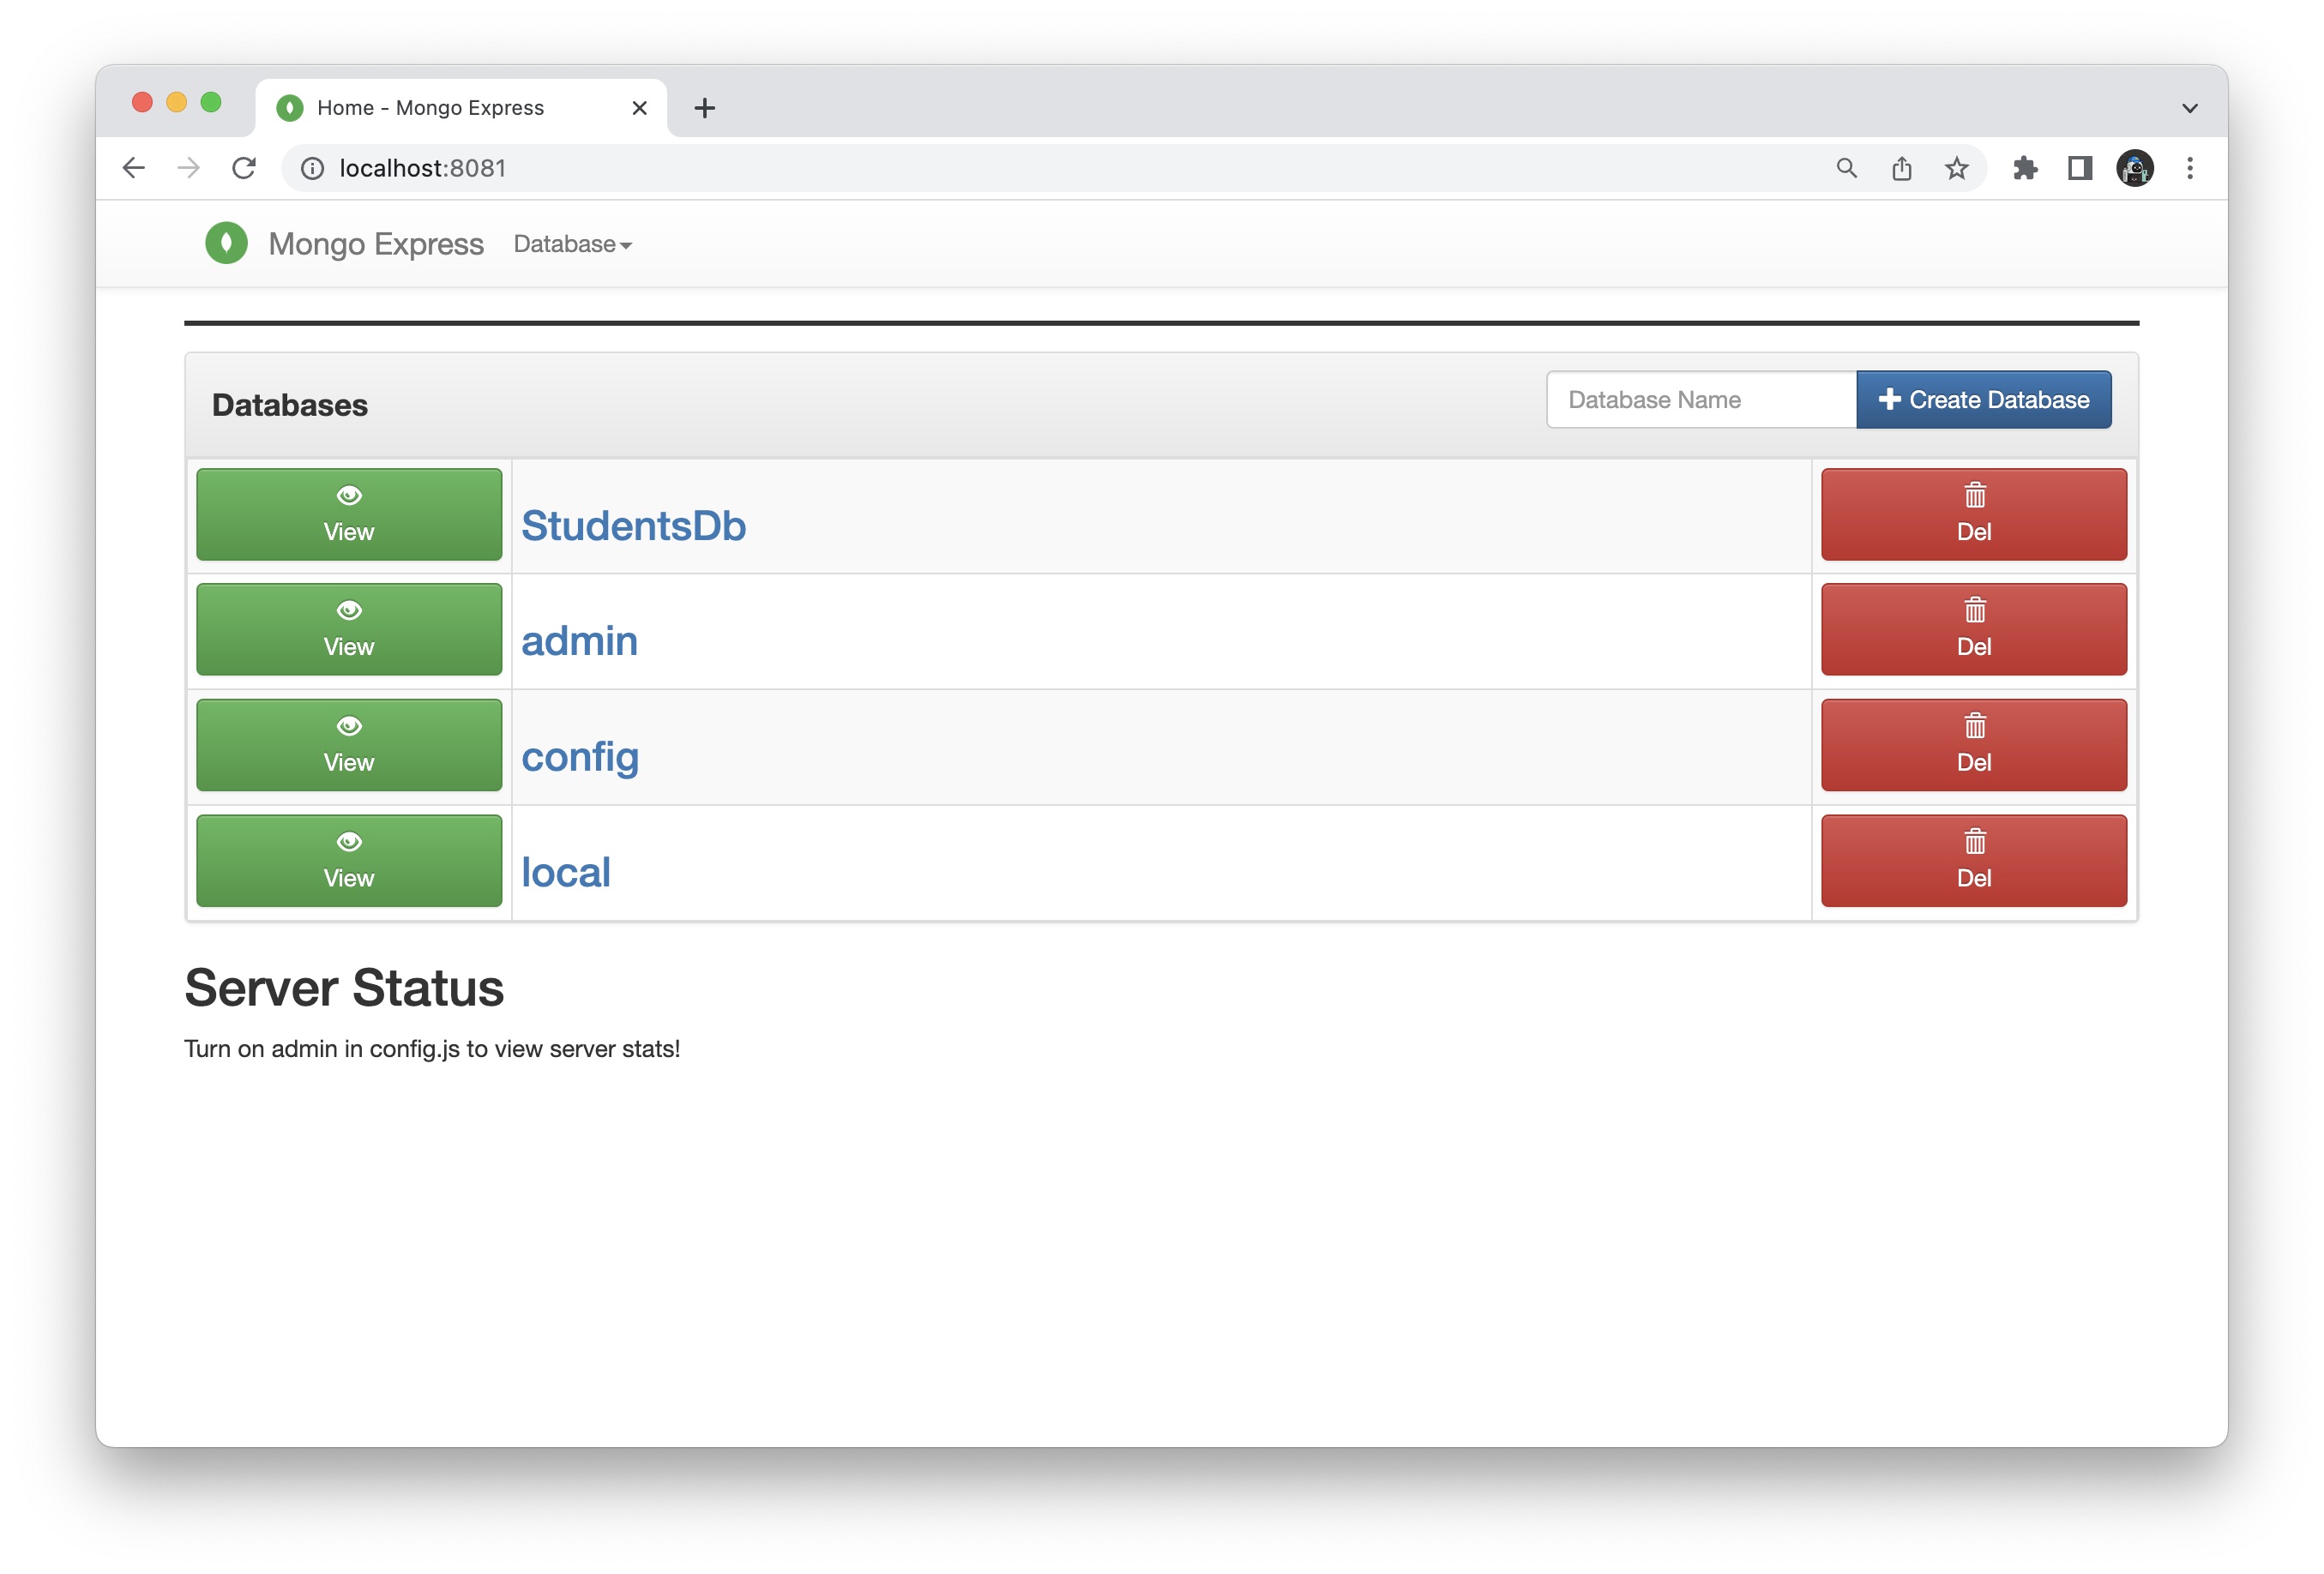 Home - Mongo Express
localhost:8081
Mongo Express Database
Databases
Database Name Create Database
View StudentsDb Del
View admin Del
View config Del
View local Del
Server Status
Turn on admin in config.js to view server stats!